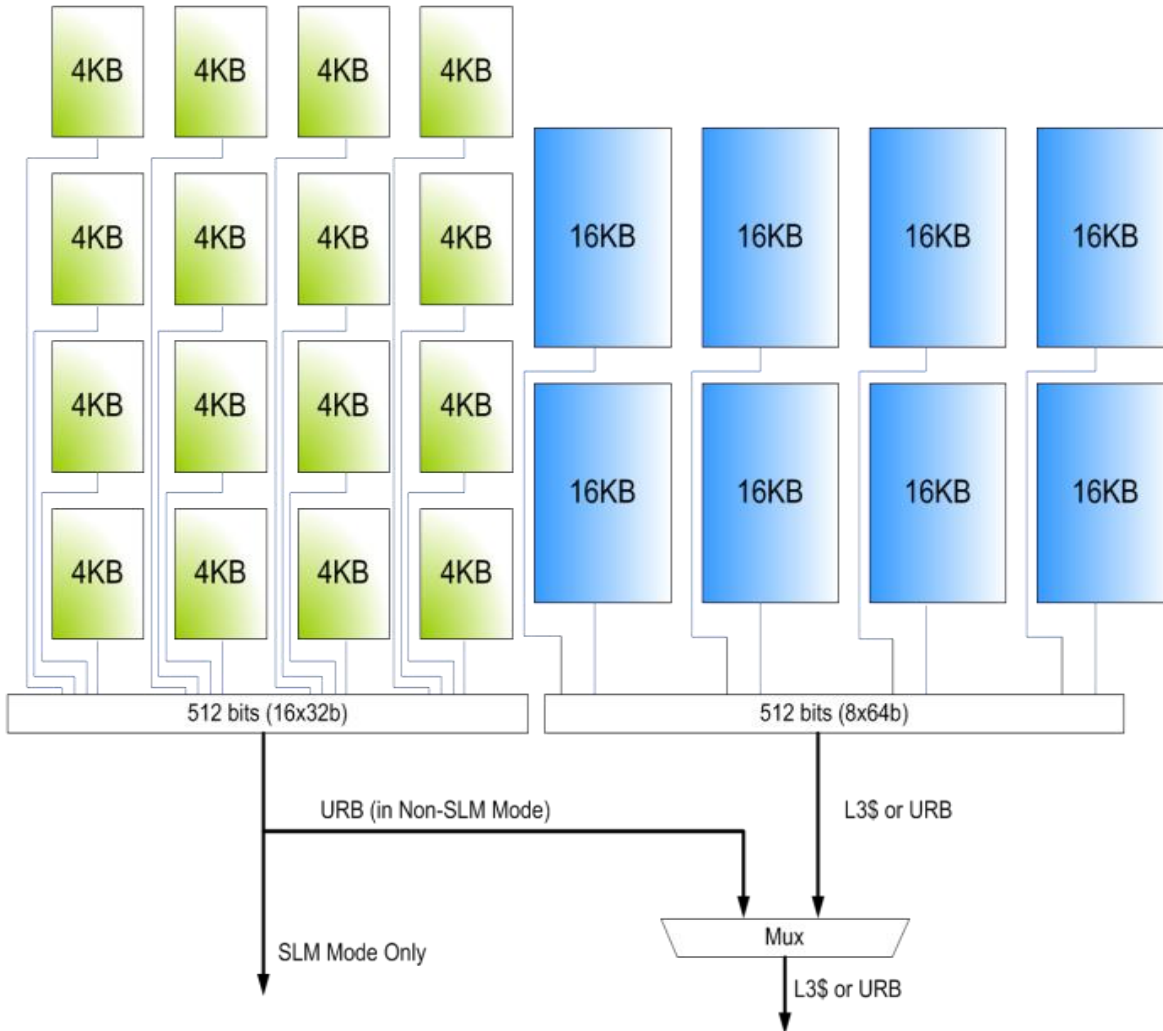 4KB 4KB 4KB 4KB
4KB 4KB 4KB 4KB
4KB 4KB 4KB 4KB
4KB 4KB 4KB 4KB
16KB 16KB 16KB 16KB
16KB 16KB 16KB 16KB
512 bits (16x32b)
512 bits (8x64b)
URB (in Non-SLM Mode)
L3$ or URB
SLM Mode Only
Mux
L3$ or URB